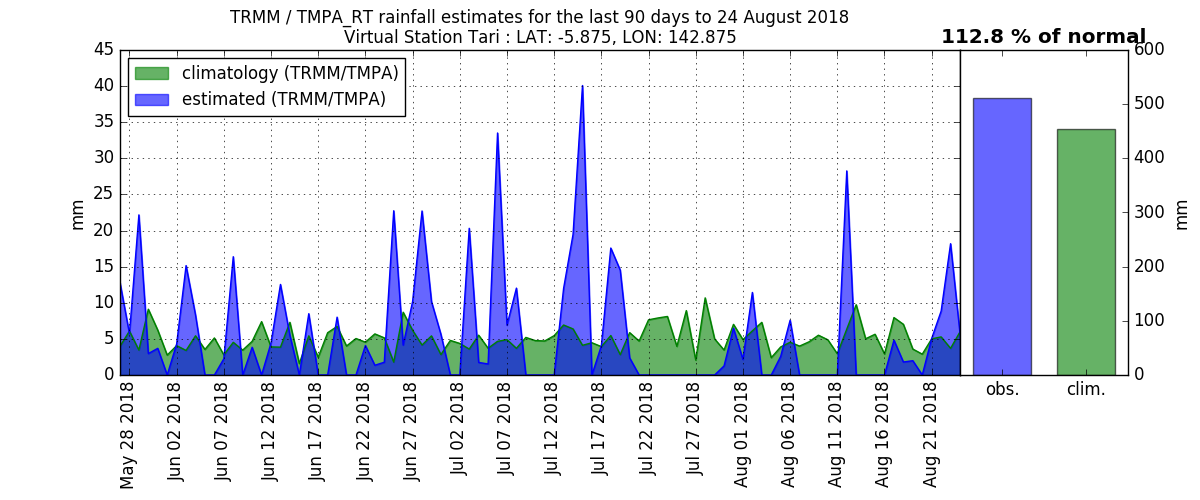 TRMM / TMPA_RT rainfall estimates for the last 90 days to 24 August 2018
Virtual Station Tari : LAT: -5.875, LON: 142.875
112.8 % of normal
climatology (TRMM/TMPA)
estimated (TRMM/TMPA)
45
40
35
30
25
20
15
10
5
0
mm
May 28 2018
Jun 02 2018
Jun 07 2018
Jun 12 2018
Jun 17 2018
Jun 22 2018
Jun 27 2018
Jul 02 2018
Jul 07 2018
Jul 12 2018
Jul 17 2018
Jul 22 2018
Jul 27 2018
Aug 01 2018
Aug 06 2018
Aug 11 2018
Aug 16 2018
Aug 21 2018
obs.
clim.
600
500
400
300
200
100
0
mm